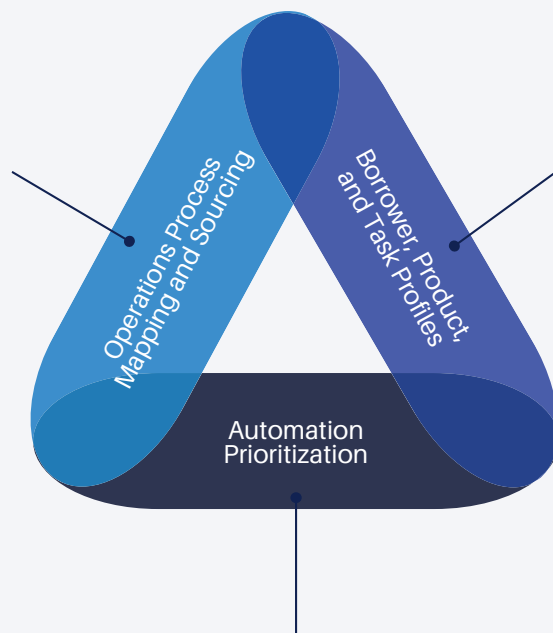 Operations Process
Mapping and Sourcing
Borrower, Product,
and Task Profiles
Automation
Prioritization